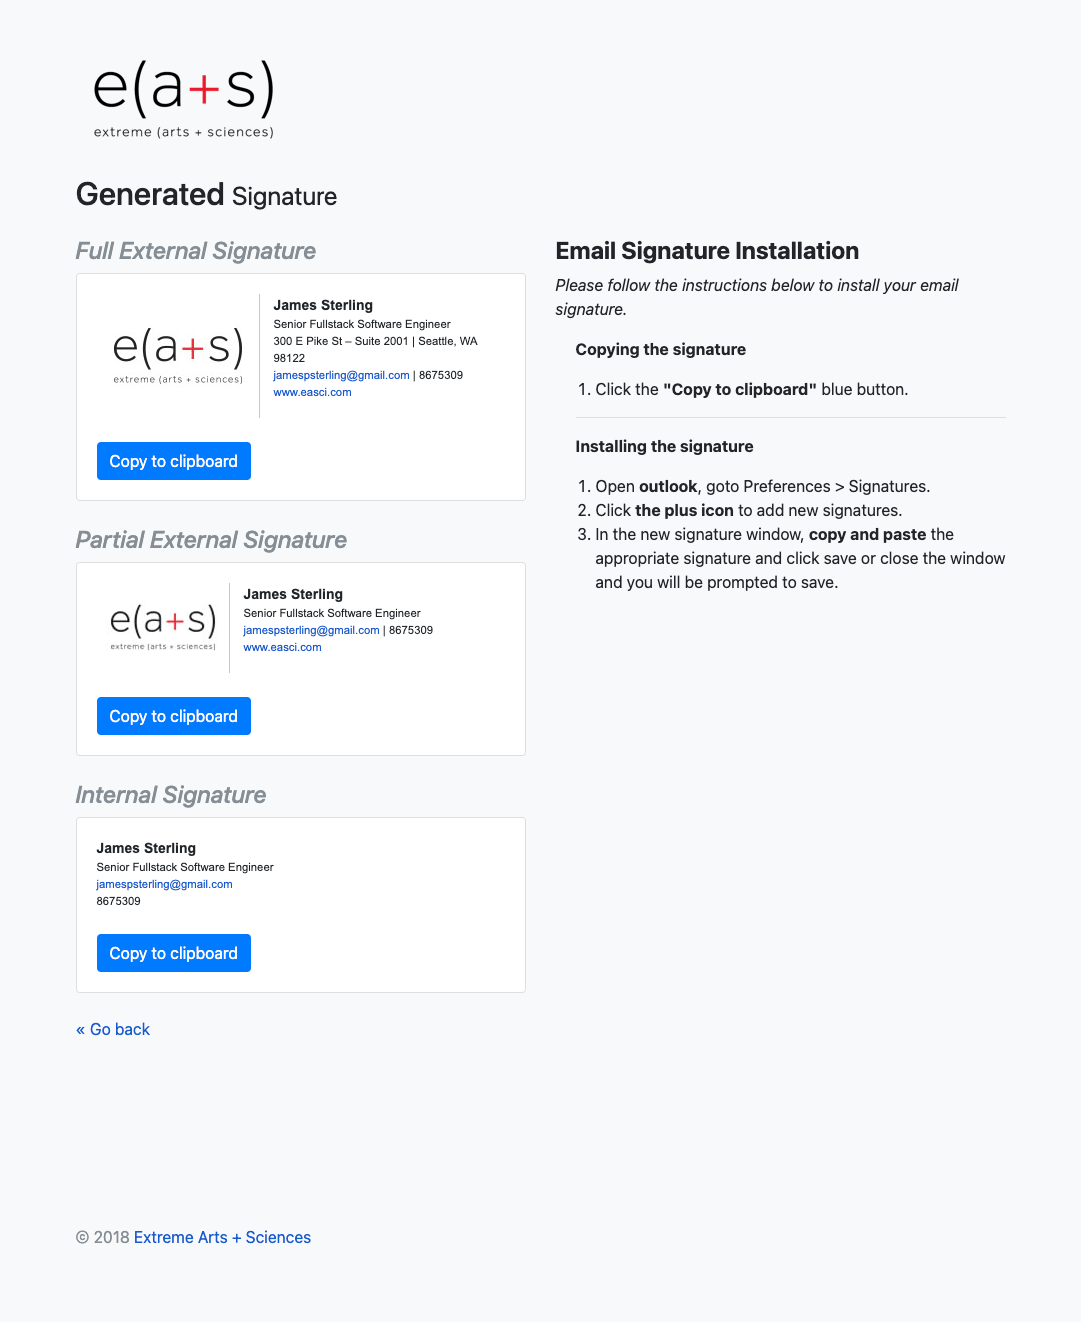 e(a+s)
extreme (arts + sciences)
Generated Signature
Full External Signature
e(a+s)
extreme (arts + sciences)
James Sterling
Senior Fullstack Software Engineer
300 E Pike St – Suite 2001 | Seattle, WA
98122
jamespsterling@gmail.com | 8675309
www.easci.com
Copy to clipboard
Partial External Signature
e(a+s)
extreme (arts + sciences)
James Sterling
Senior Fullstack Software Engineer
jamespsterling@gmail.com | 8675309
www.easci.com
Copy to clipboard
Internal Signature
James Sterling
Senior Fullstack Software Engineer
jamespsterling@gmail.com
8675309
Copy to clipboard
« Go back
Email Signature Installation
Please follow the instructions below to install your email
signature.
Copying the signature
1. Click the "Copy to clipboard" blue button.
Installing the signature
1. Open outlook, goto Preferences > Signatures.
2. Click the plus icon to add new signatures.
3. In the new signature window, copy and paste the
appropriate signature and click save or close the window
and you will be prompted to save.
© 2018 Extreme Arts + Sciences